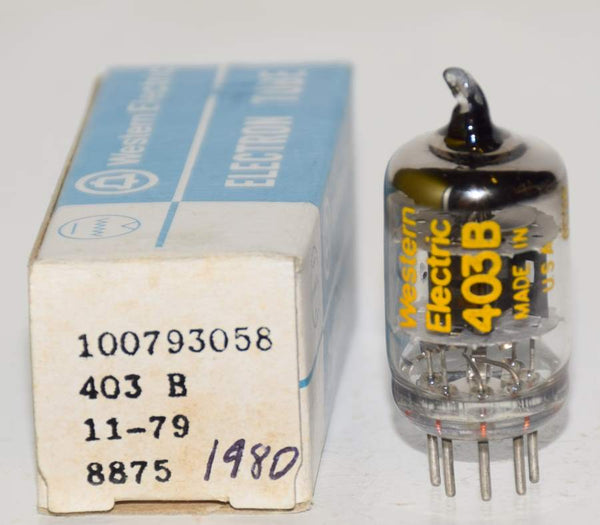 Western Electric
ELECTRON TUBE
100793058
403 B
11-79
8875 1980
Western
Electric
403B
MADE IN
USA